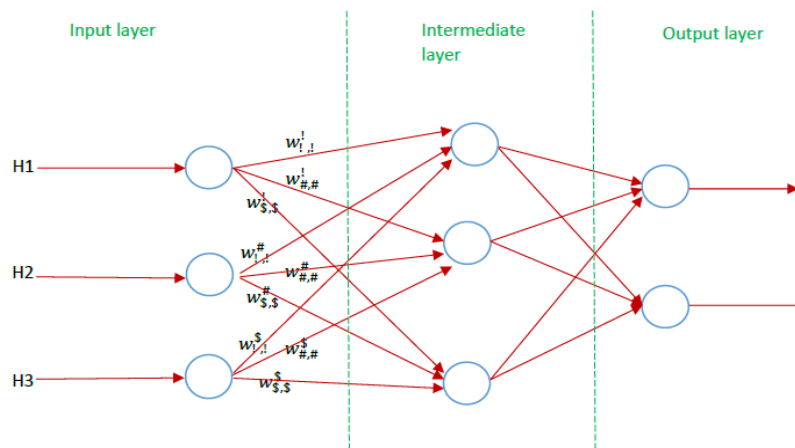 Input layer
Intermediate
layer
Output layer
H1
w^!_{!,!}
w^!_{#,#}
w^!_{$,$}
H2
w^#_{!,!}
w^#_{#,#}
w^#_{$,$}
H3
w^$_{!,!}
w^$_{#,#}
w^$_{$,$}